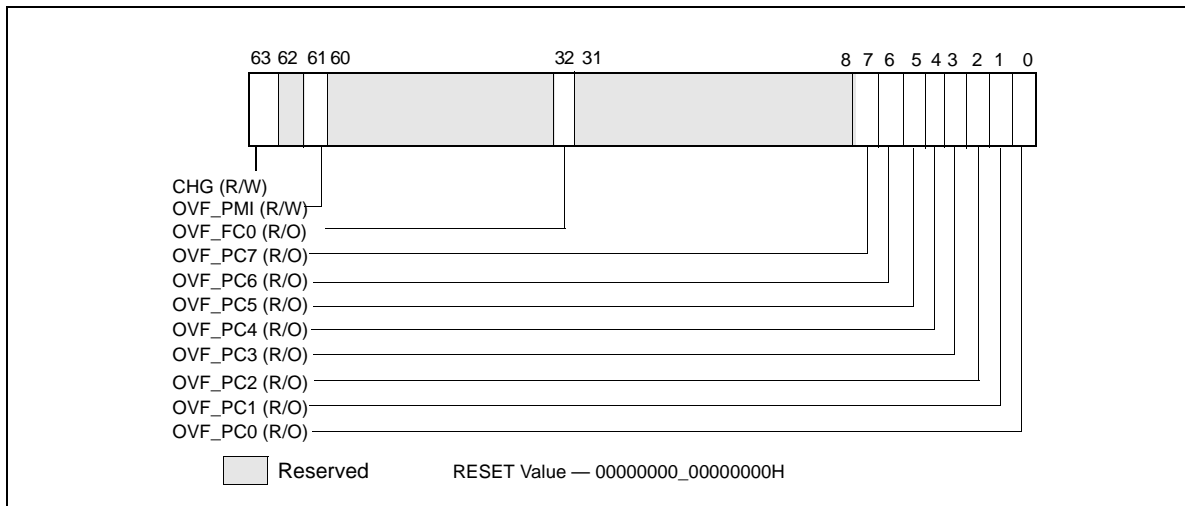 63 62 61 60 32 31 8 7 6 5 4 3 2 1 0
CHG (R/W)
OVF_PMI (R/W)
OVF_FC0 (R/O)
OVF_PC7 (R/O)
OVF_PC6 (R/O)
OVF_PC5 (R/O)
OVF_PC4 (R/O)
OVF_PC3 (R/O)
OVF_PC2 (R/O)
OVF_PC1 (R/O)
OVF_PC0 (R/O)
Reserved RESET Value — 00000000_00000000H